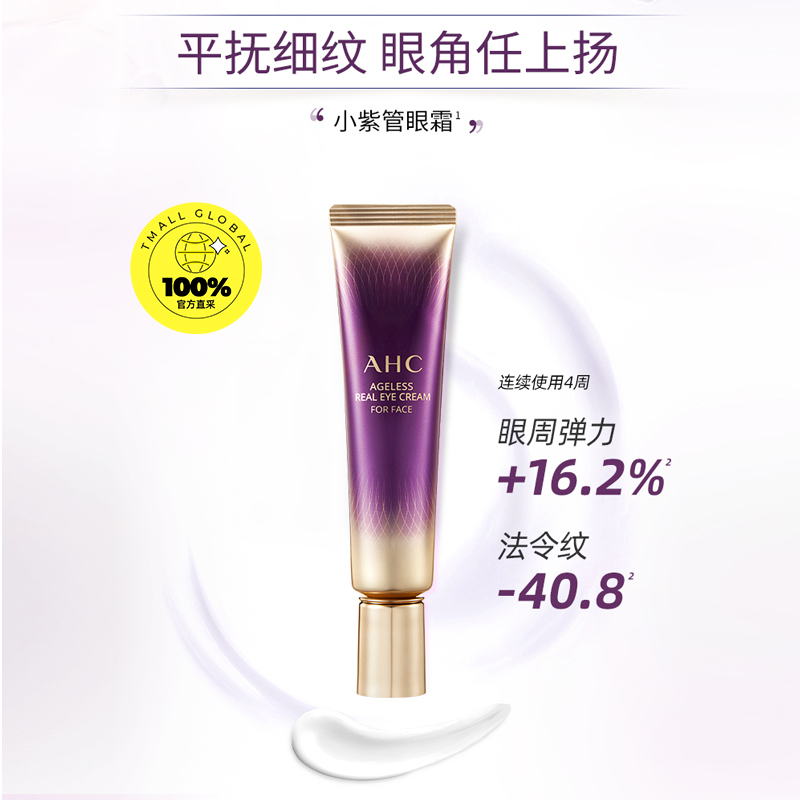 平抚细纹 眼角任上扬
“小紫管眼霜¹”
TMALL GLOBAL
100%
官方直采
AHC
AGELESS
REAL EYE CREAM
FOR FACE
连续使用4周
眼周弹力
+16.2%²
法令纹
-40.8²